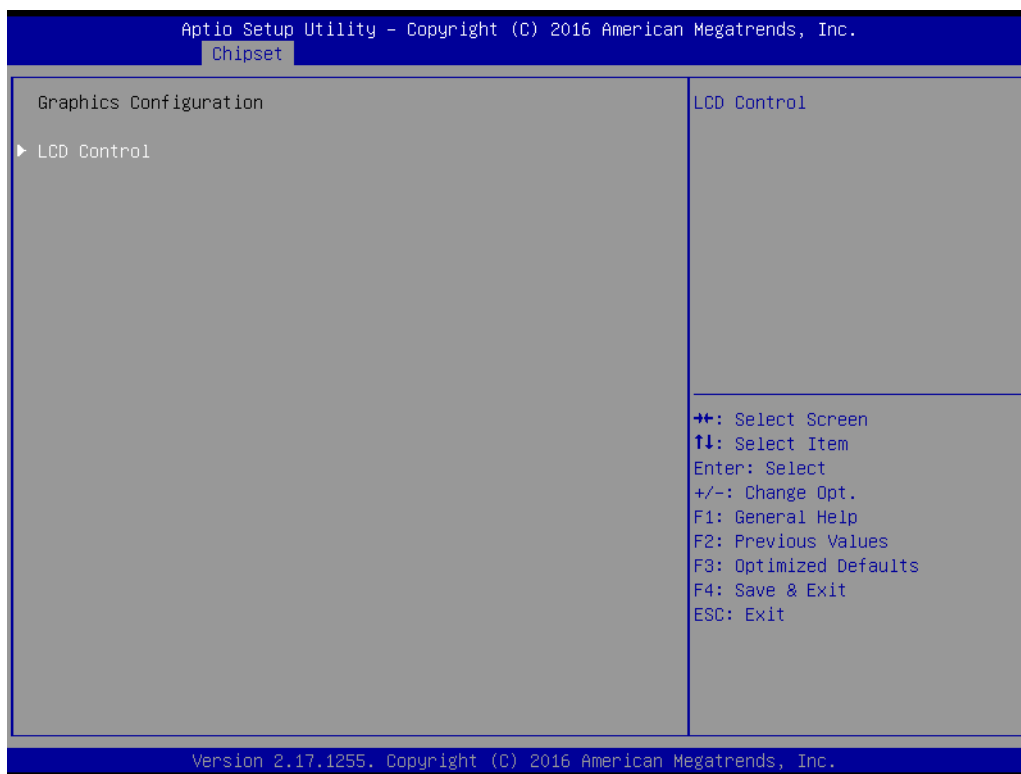 Aptio Setup Utility – Copyright (C) 2016 American Megatrends, Inc.
Chipset
Graphics Configuration
▶ LCD Control
LCD Control
→←: Select Screen
↑↓: Select Item
Enter: Select
+/-: Change Opt.
F1: General Help
F2: Previous Values
F3: Optimized Defaults
F4: Save & Exit
ESC: Exit
Version 2.17.1255. Copyright (C) 2016 American Megatrends, Inc.